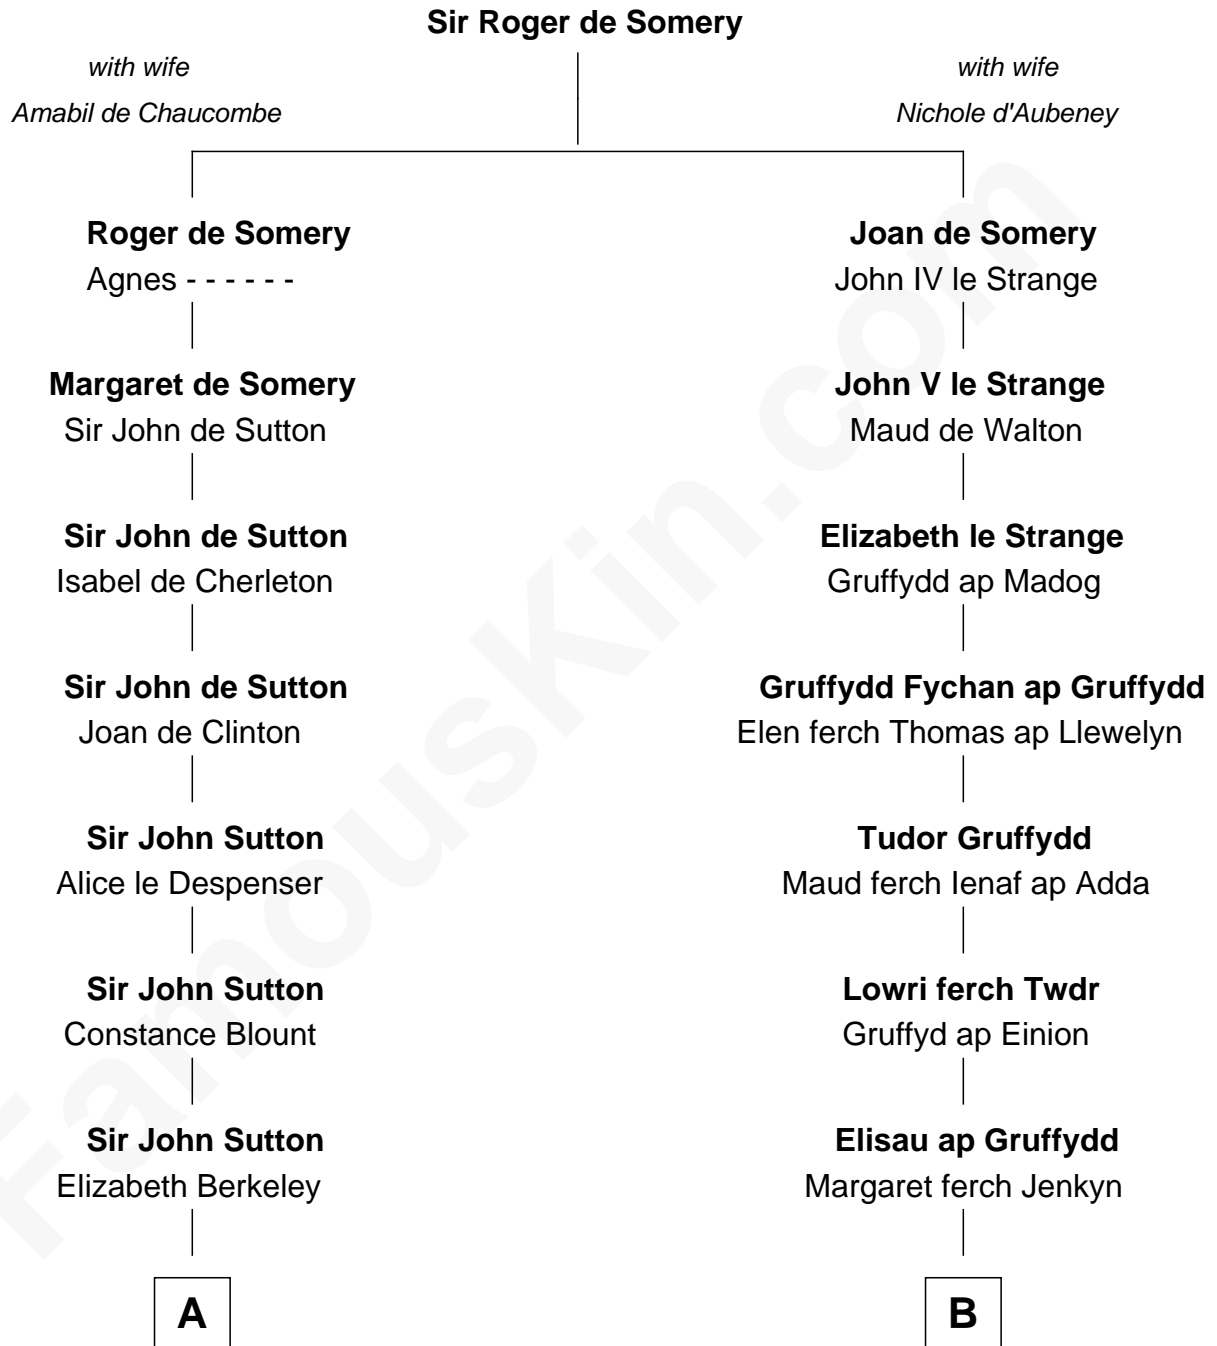 Sir Roger de Somery
with wife
Amabil de Chaucombe
with wife
Nichole d'Aubeney
Roger de Somery
Agnes - - - - - -
Joan de Somery
John IV le Strange
Margaret de Somery
Sir John de Sutton
John V le Strange
Maud de Walton
Sir John de Sutton
Isabel de Cherleton
Elizabeth le Strange
Gruffydd ap Madog
Sir John de Sutton
Joan de Clinton
Gruffydd Fychan ap Gruffydd
Elen ferch Thomas ap Llewelyn
Sir John Sutton
Alice le Despenser
Tudor Gruffydd
Maud ferch Ienaf ap Adda
Sir John Sutton
Constance Blount
Lowri ferch Twdr
Gruffyd ap Einion
Sir John Sutton
Elizabeth Berkeley
Elisau ap Gruffydd
Margaret ferch Jenkyn
A
B
FamousKin.com